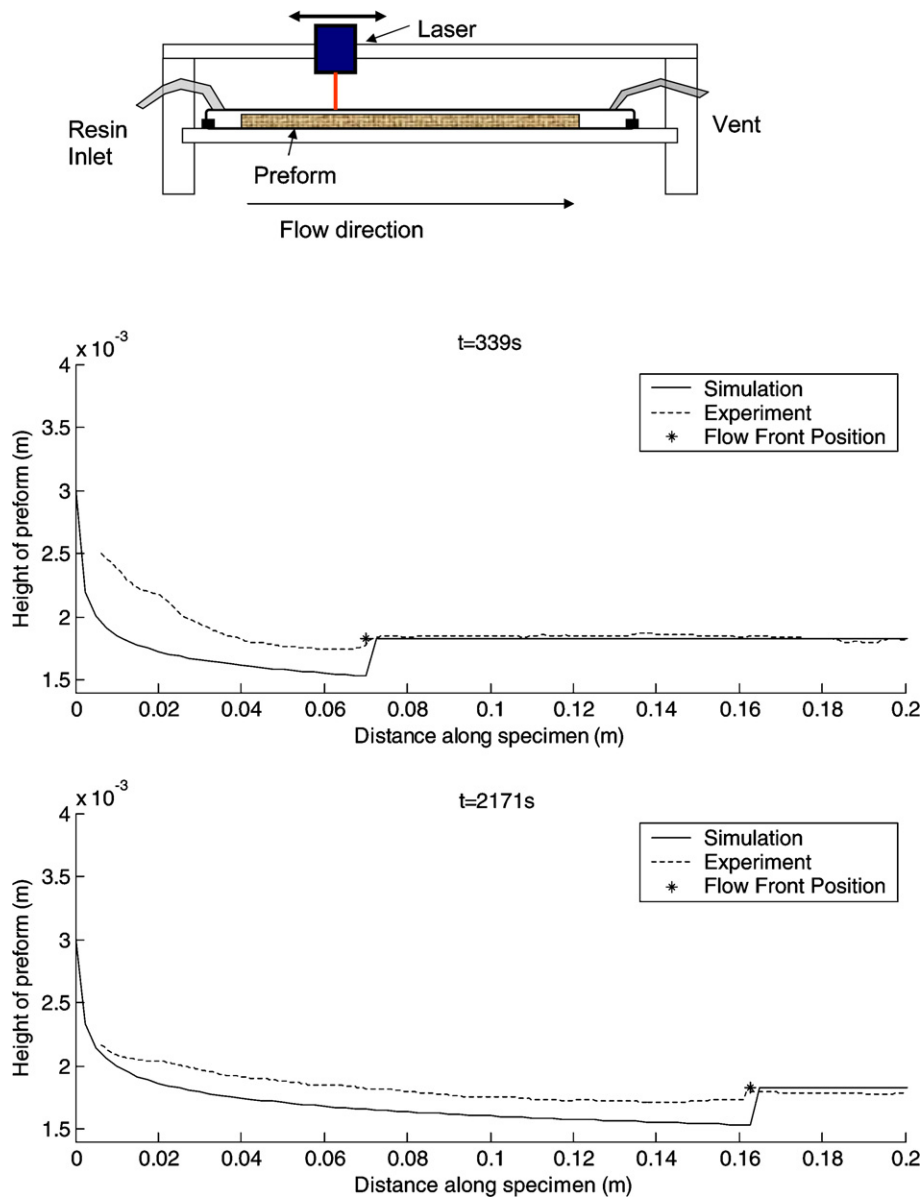 Laser
Resin
Inlet
Vent
Preform
Flow direction
x 10-3
t=339s
4
3.5
3
2.5
2
1.5
Height of preform (m)
Simulation
Experiment
Flow Front Position
0 0.02 0.04 0.06 0.08 0.1 0.12 0.14 0.16 0.18 0.2
Distance along specimen (m)
x 10-3
t=2171s
4
3.5
3
2.5
2
1.5
Height of preform (m)
Simulation
Experiment
Flow Front Position
0 0.02 0.04 0.06 0.08 0.1 0.12 0.14 0.16 0.18 0.2
Distance along specimen (m)